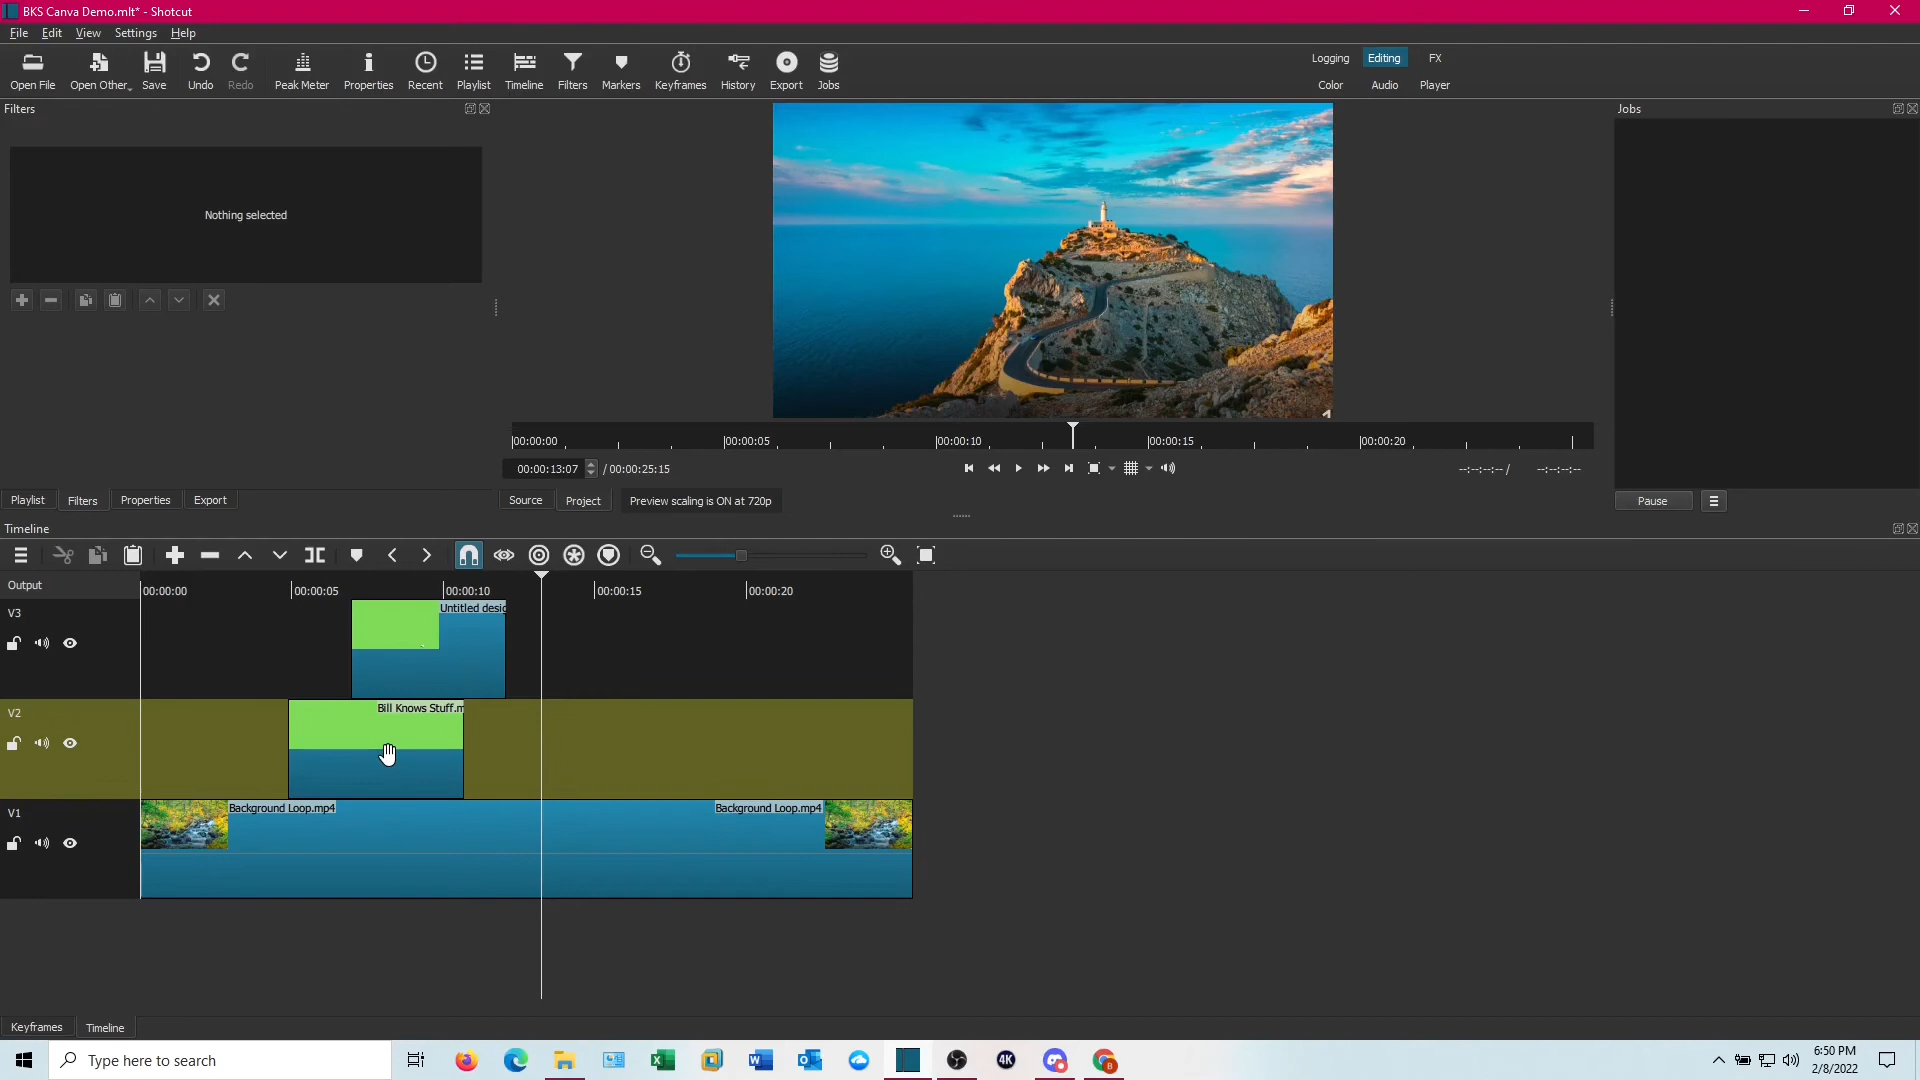 BKS Canva Demo.mlt* - Shotcut
File Edit View Settings Help
Open File Open Other Save Undo Redo Peak Meter Properties Recent Playlist Timeline Filters Markers Keyframes History Export Jobs
Logging Editing FX
Color Audio Player
Filters
Jobs
Nothing selected
00:00:00 00:00:05 00:00:10 00:00:15 00:00:20
00:00:13:07 / 00:00:25:15
--:--:--:-- / --:--:--:--
Playlist Filters Properties Export
Source Project Preview scaling is ON at 720p
Pause
Timeline
Output
00:00:00 00:00:05 00:00:10 00:00:15 00:00:20
V3
Untitled desig
V2
Bill Knows Stuff.m
V1
Background Loop.mp4 Background Loop.mp4
Keyframes Timeline
Type here to search
4K
6:50 PM
2/8/2022